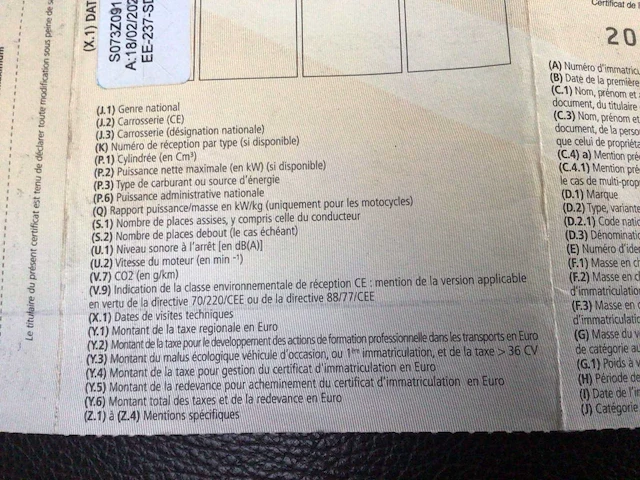 (X.1) DAT
S073Z091
A:18/02/202
EE-237-SD
Le titulaire du présent certificat est tenu de déclarer toute modification sous peine de s
(J.1) Genre national
(J.2) Carrosserie (CE)
(J.3) Carrosserie (désignation nationale)
(K) Numéro de réception par type (si disponible)
(P.1) Cylindrée (en Cm³)
(P.2) Puissance nette maximale (en kW) (si disponible)
(P.3) Type de carburant ou source d'énergie
(P.6) Puissance administrative nationale
(Q) Rapport puissance/masse en kW/kg (uniquement pour les motocycles)
(S.1) Nombre de places assises, y compris celle du conducteur
(S.2) Nombre de places debout (le cas échéant)
(U.1) Niveau sonore à l'arrêt [en dB(A)]
(U.2) Vitesse du moteur (en min -¹)
(V.7) CO2 (en g/km)
(V.9) Indication de la classe environnementale de réception CE : mention de la version applicable
en vertu de la directive 70/220/CEE ou de la directive 88/77/CEE
(X.1) Dates de visites techniques
(Y.1) Montant de la taxe regionale en Euro
(Y.2) Montant de la taxe pour le developpement des actions de formation professionnelle dans les transports en Euro
(Y.3) Montant du malus écologique véhicule d'occasion, ou 1ère immatriculation, et de la taxe > 36 CV
(Y.4) Montant de la taxe pour gestion du certificat d'immatriculation en Euro
(Y.5) Montant de la redevance pour acheminement du certificat d'immatriculation en Euro
(Y.6) Montant total des taxes et de la redevance en Euro
(Z.1) à (Z.4) Mentions spécifiques
Certificat de l
20
(A) Numéro d'immatricu
(B) Date de la première
(C.1) Nom, prénom et a
document, du titulaire
(C.3) Nom, prénom et
document, de la perso
que celui de propriéta
(C.4) a) Mention pré
(C.4.1) Mention pré
le cas de multi-prop
(D.1) Marque
(D.2) Type, variante
(D.2.1) Code natio
(D.3) Dénominatio
(E) Numéro d'ider
(F.1) Masse en ch
(F.2) Masse en c
d'immatriculation
(F.3) Masse en c
d'immatriculatio
(G) Masse du v
de catégorie au
(G.1) Poids à v
(H) Période de
(I) Date de l'im
(J) Catégorie